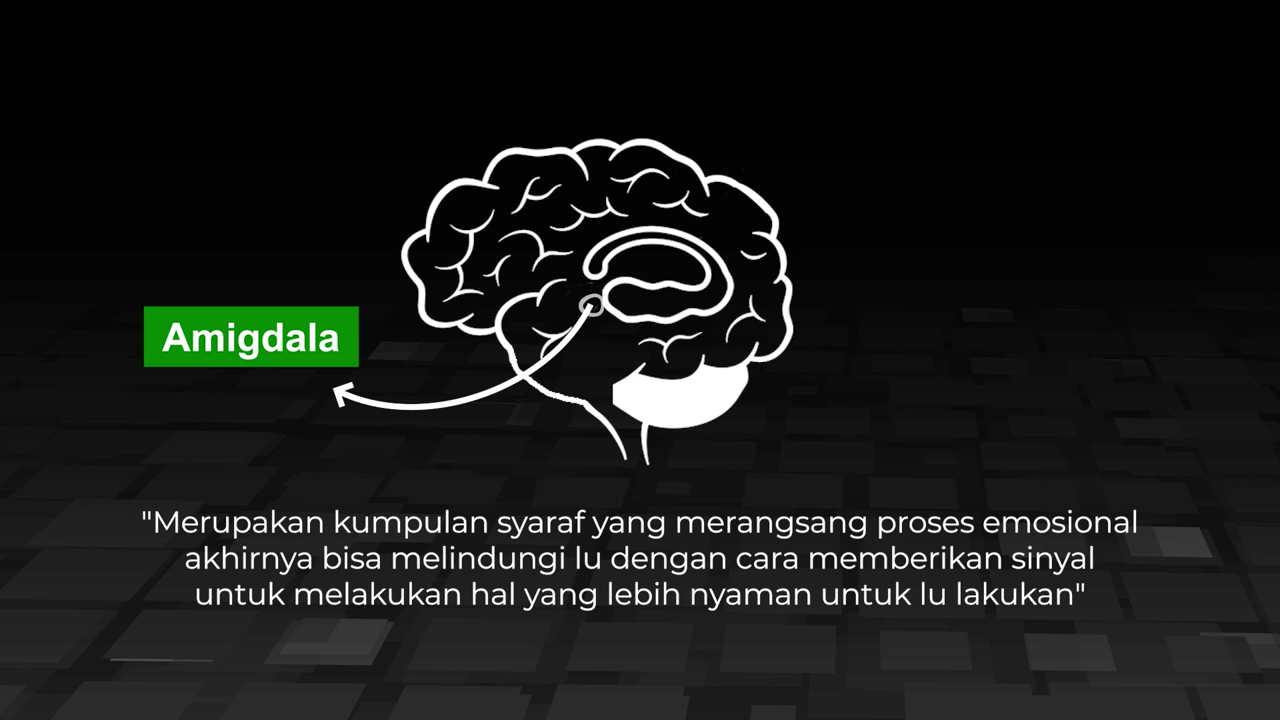 Amigdala
"Merupakan kumpulan syaraf yang merangsang proses emosional
akhirnya bisa melindungi lu dengan cara memberikan sinyal
untuk melakukan hal yang lebih nyaman untuk lu lakukan"